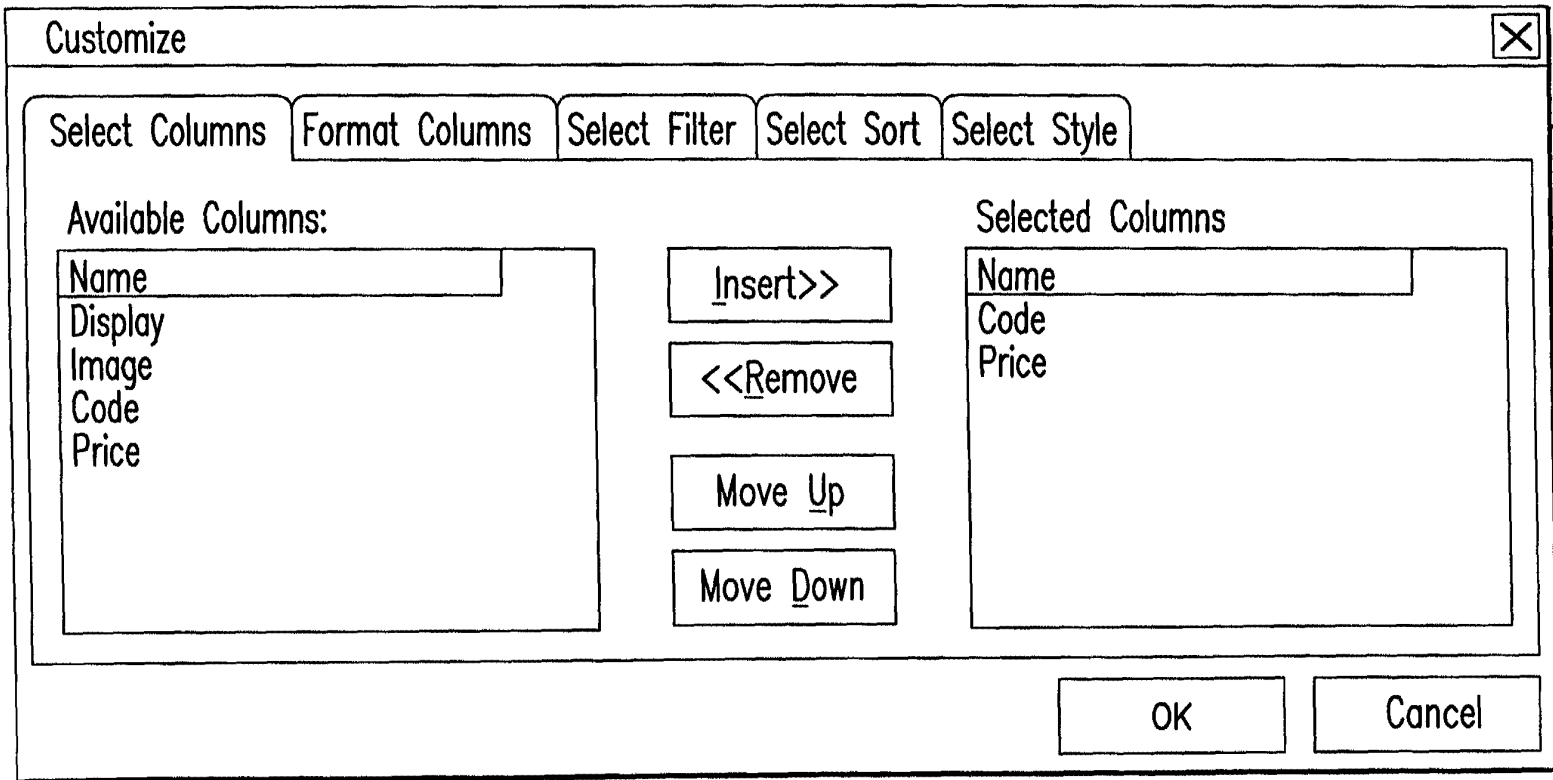 Customize
Select Columns
Format Columns
Select Filter
Select Sort
Select Style
Available Columns:
Name
Display
Image
Code
Price
Insert>>
<<Remove
Move Up
Move Down
Selected Columns
Name
Code
Price
OK
Cancel